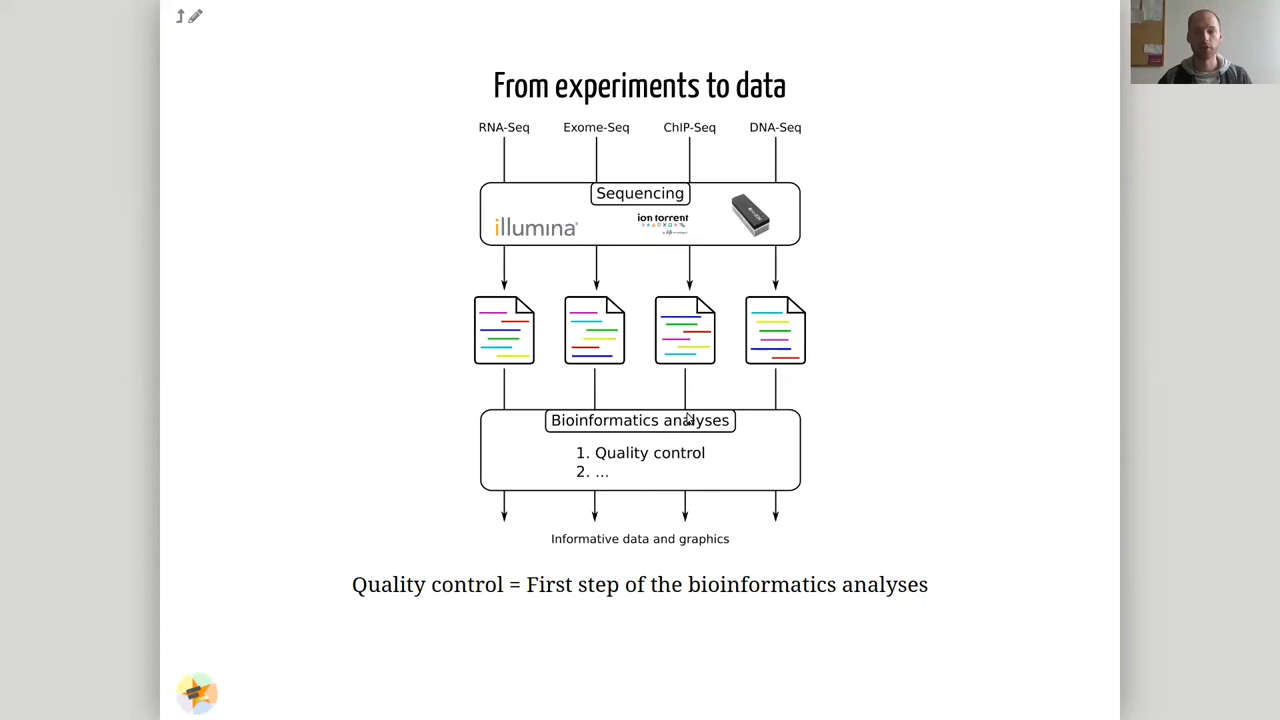 From experiments to data
RNA-Seq Exome-Seq ChIP-Seq DNA-Seq
Sequencing
illumina®
ion torrent
Bioinformatics analyses
1. Quality control
2. ...
Informative data and graphics
Quality control = First step of the bioinformatics analyses